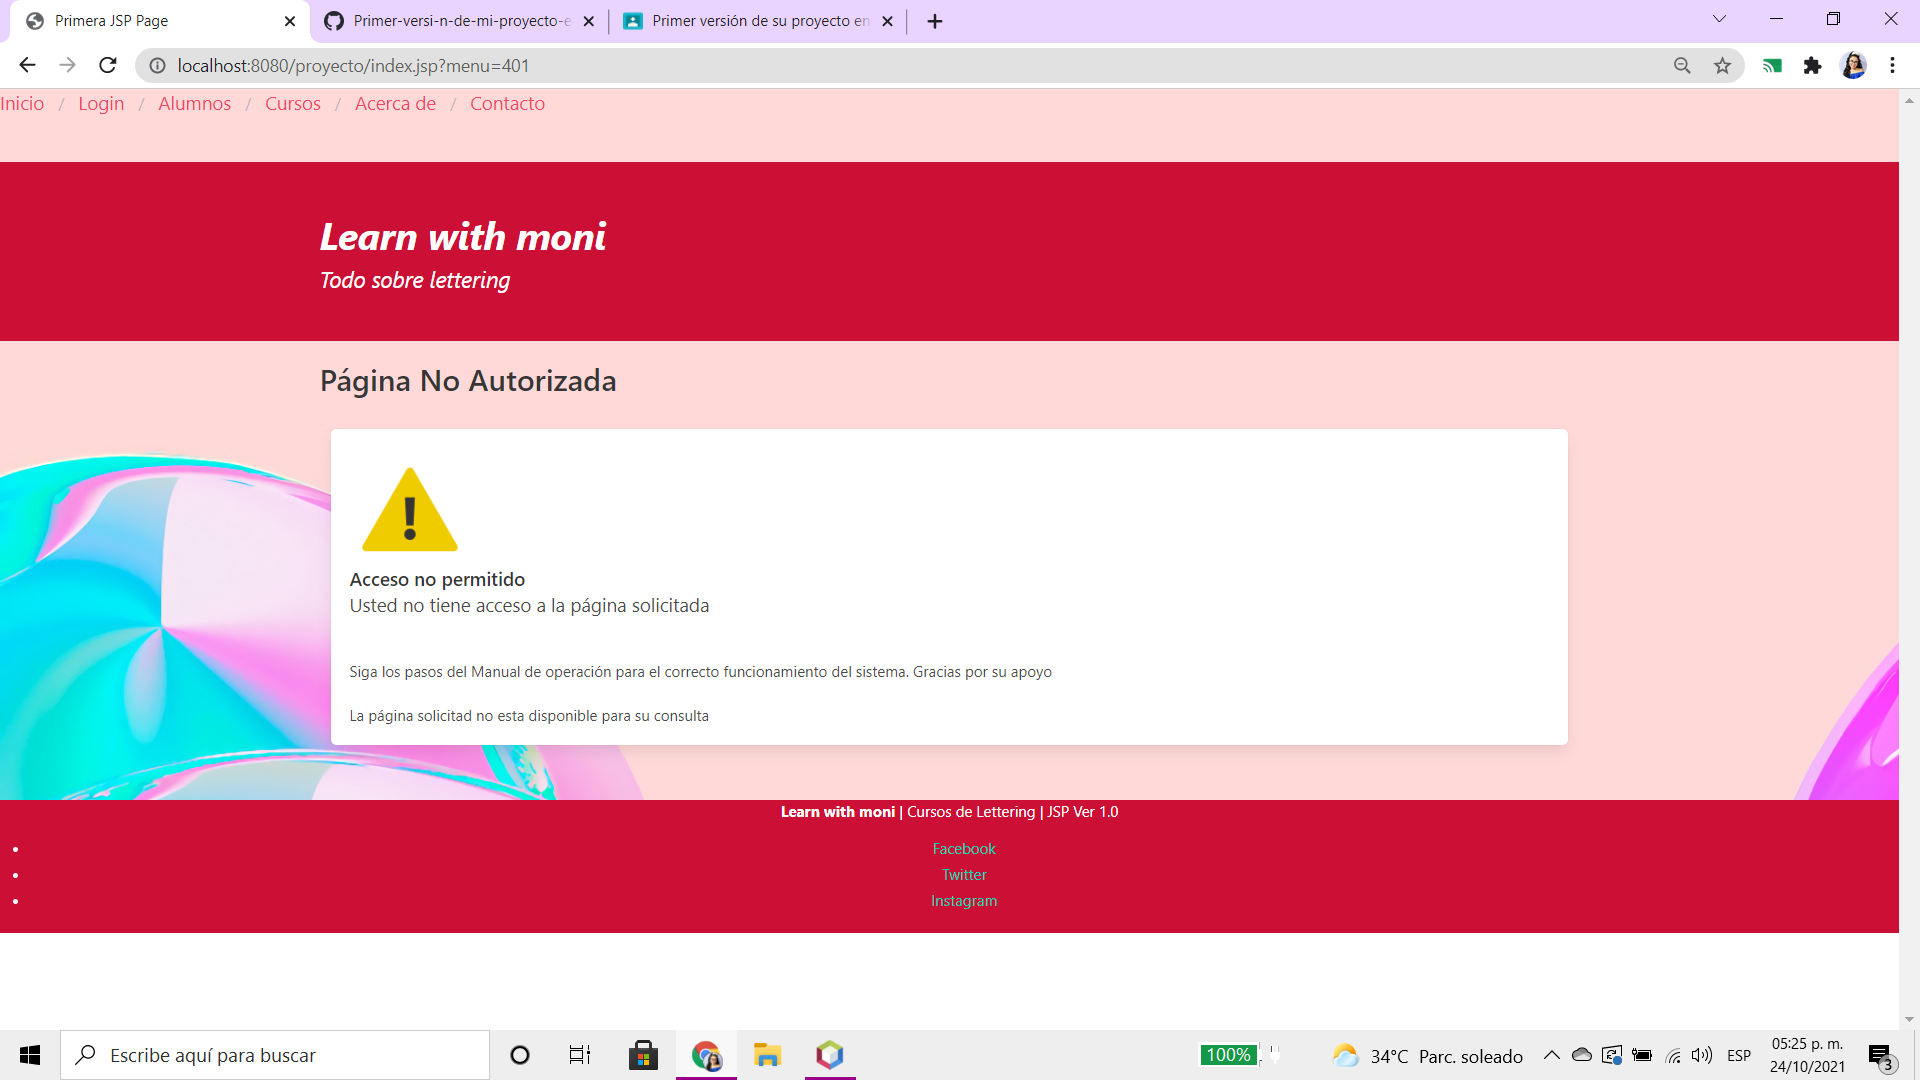 Primera JSP Page
Primer-versi-n-de-mi-proyecto-e
Primer versión de su proyecto en
localhost:8080/proyecto/index.jsp?menu=401
Inicio / Login / Alumnos / Cursos / Acerca de / Contacto
Learn with moni
Todo sobre lettering
Página No Autorizada
!
Acceso no permitido
Usted no tiene acceso a la página solicitada
Siga los pasos del Manual de operación para el correcto funcionamiento del sistema. Gracias por su apoyo
La página solicitad no esta disponible para su consulta
Learn with moni | Cursos de Lettering | JSP Ver 1.0
Facebook
Twitter
Instagram
Escribe aquí para buscar
100%
34°C Parc. soleado
ESP
05:25 p. m.
24/10/2021
3